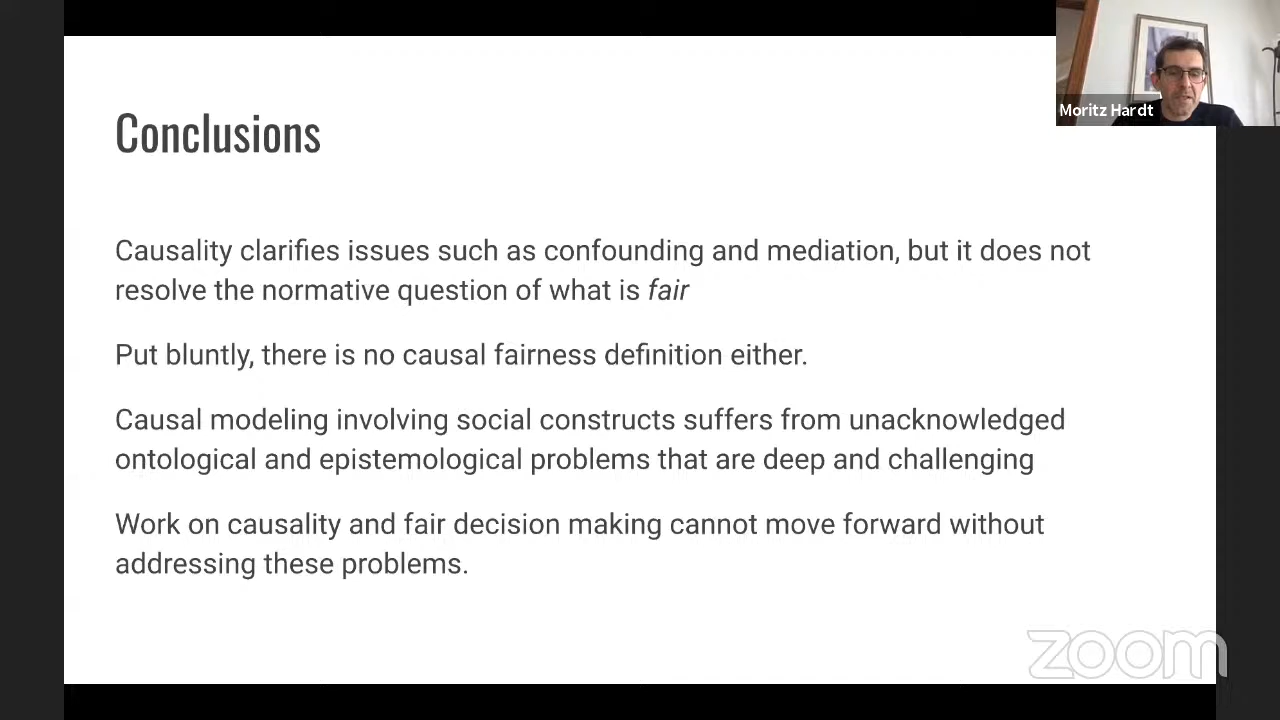 Moritz Hardt
Conclusions
Causality clarifies issues such as confounding and mediation, but it does not
resolve the normative question of what is fair
Put bluntly, there is no causal fairness definition either.
Causal modeling involving social constructs suffers from unacknowledged
ontological and epistemological problems that are deep and challenging
Work on causality and fair decision making cannot move forward without
addressing these problems.
zoom